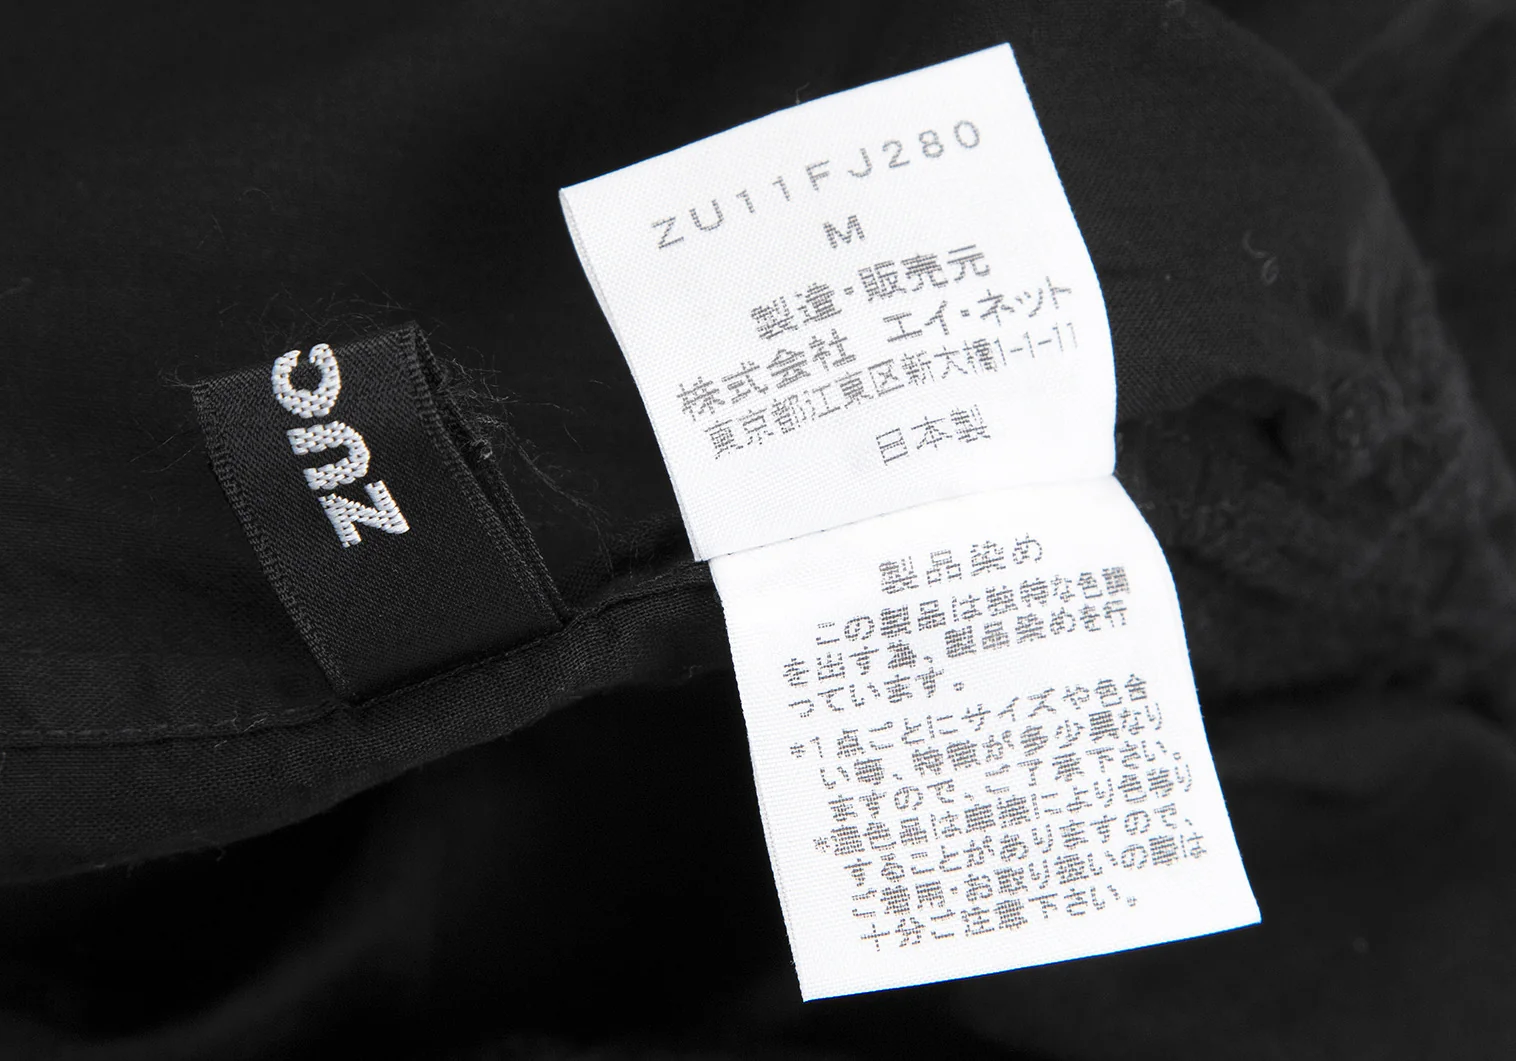 ZUC
ZU11FJ280
M
製造・販売元
株式会社 エイ・ネット
東京都江東区新大橋1-1-11
日本製
製品染め
この製品は独特な色調
を出す為、製品染めを行
っています。
*1点ごとにサイズや色合
い等、特徴が多少異なり
ますので、ご了承下さい。
*濃色品は摩擦により色移り
することがありますので、
ご着用・お取り扱いの際は
十分ご注意下さい。